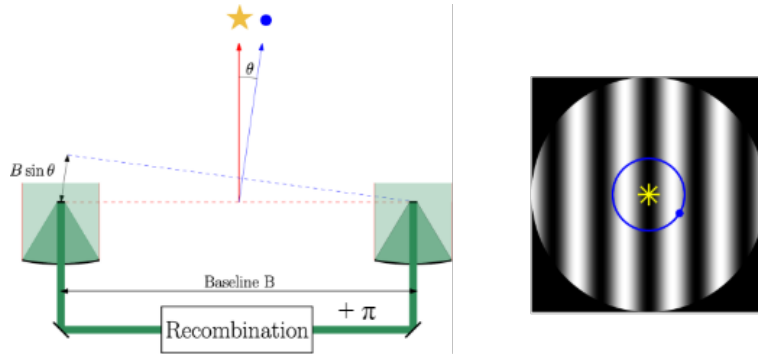 θ
B sin θ
Baseline B
Recombination
+ π